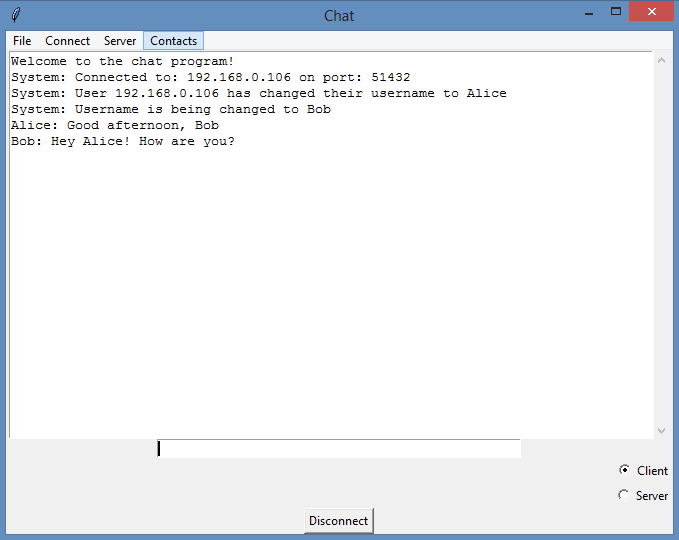 Chat
File Connect Server Contacts
Welcome to the chat program!
System: Connected to: 192.168.0.106 on port: 51432
System: User 192.168.0.106 has changed their username to Alice
System: Username is being changed to Bob
Alice: Good afternoon, Bob
Bob: Hey Alice! How are you?
Client
Server
Disconnect